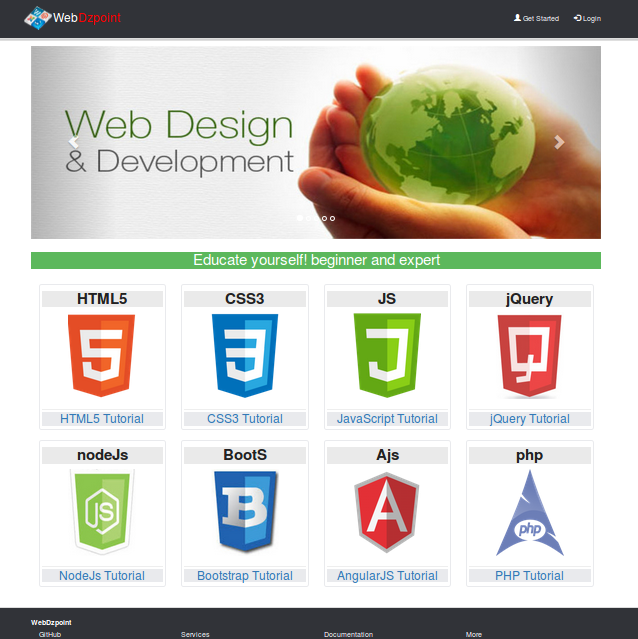 WebDzpoint
Get Started Login
Web Design
& Development
Educate yourself! beginner and expert
HTML5 CSS3 JS jQuery
HTML5 Tutorial CSS3 Tutorial JavaScript Tutorial jQuery Tutorial
nodeJs BootS Ajs php
JS B A php
NodeJs Tutorial Bootstrap Tutorial AngularJS Tutorial PHP Tutorial
WebDzpoint
GitHub Services Documentation More